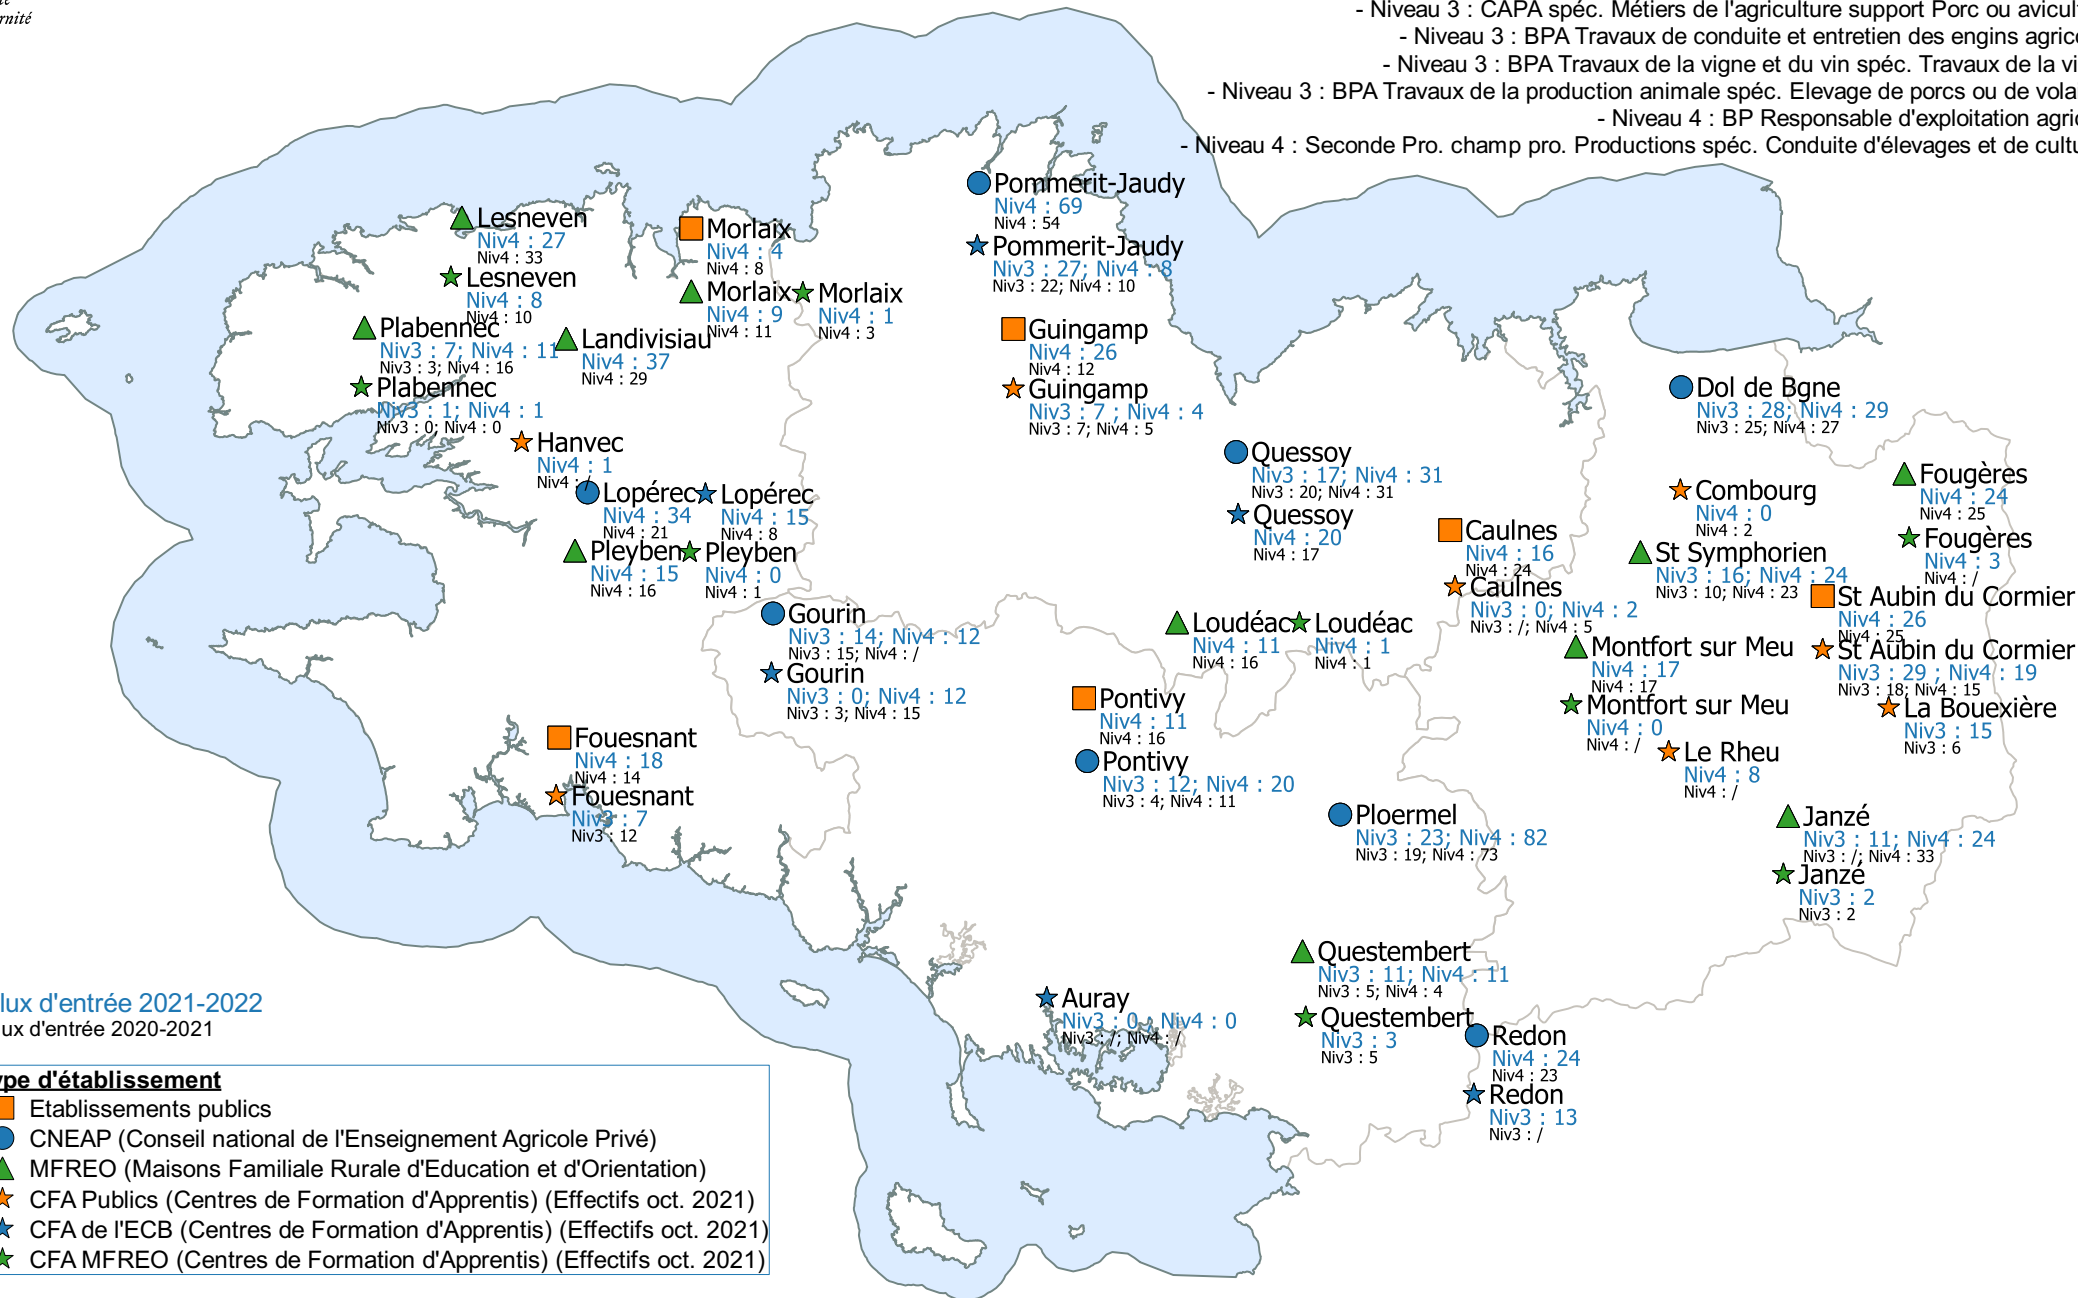 rnité
- Niveau 3 : CAPA spéc. Métiers de l'agriculture support Porc ou avicult
- Niveau 3 : BPA Travaux de conduite et entretien des engins agrico
- Niveau 3 : BPA Travaux de la vigne et du vin spéc. Travaux de la vi
- Niveau 3 : BPA Travaux de la production animale spéc. Elevage de porcs ou de vola
- Niveau 4 : BP Responsable d'exploitation agric
- Niveau 4 : Seconde Pro. champ pro. Productions spéc. Conduite d'élevages et de cultu
Pommerit-Jaudy
Niv4 : 69
Niv4 : 54
Pommerit-Jaudy
Niv3 : 27; Niv4 : 8
Niv3 : 22; Niv4 : 10
Lesneven
Niv4 : 27
Niv4 : 33
Lesneven
Niv4 : 8
Niv4 : 10
Morlaix
Niv4 : 4
Niv4 : 8
Morlaix
Niv4 : 9
Niv4 : 11
Morlaix
Niv4 : 1
Niv4 : 3
Plabennec
Niv3 : 7; Niv4 : 11
Niv3 : 3; Niv4 : 16
Plabennec
Niv3 : 1; Niv4 : 1
Niv3 : 0; Niv4 : 0
Landivisiau
Niv4 : 37
Niv4 : 29
Guingamp
Niv4 : 26
Niv4 : 12
Guingamp
Niv3 : 7 ; Niv4 : 4
Niv3 : 7; Niv4 : 5
Hanvec
Niv4 : 1
Niv4 : /
Lopérec
Niv4 : 34
Niv4 : 21
Lopérec
Niv4 : 15
Niv4 : 8
Pleyben
Niv4 : 15
Niv4 : 16
Pleyben
Niv4 : 0
Niv4 : 1
Quessoy
Niv3 : 17; Niv4 : 31
Niv3 : 20; Niv4 : 31
Quessoy
Niv4 : 20
Niv4 : 17
Dol de Bgne
Niv3 : 28; Niv4 : 29
Niv3 : 25; Niv4 : 27
Combourg
Niv4 : 0
Niv4 : 2
Fougères
Niv4 : 24
Niv4 : 25
Fougères
Niv4 : 3
Niv4 : /
Caulnes
Niv4 : 16
Niv4 : 24
Caulnes
Niv3 : 0; Niv4 : 2
Niv3 : /; Niv4 : 5
St Symphorien
Niv3 : 16; Niv4 : 24
Niv3 : 10; Niv4 : 23
St Aubin du Cormier
Niv4 : 26
Niv4 : 25
St Aubin du Cormier
Niv3 : 29 ; Niv4 : 19
Niv3 : 18; Niv4 : 15
Gourin
Niv3 : 14; Niv4 : 12
Niv3 : 15; Niv4 : /
Gourin
Niv3 : 0; Niv4 : 12
Niv3 : 3; Niv4 : 15
Loudéac
Niv4 : 11
Niv4 : 16
Loudéac
Niv4 : 1
Niv4 : 1
Montfort sur Meu
Niv4 : 17
Niv4 : 17
Montfort sur Meu
Niv4 : 0
Niv4 : /
La Bouexière
Niv3 : 15
Niv3 : 6
Le Rheu
Niv4 : 8
Niv4 : /
Pontivy
Niv4 : 11
Niv4 : 16
Pontivy
Niv3 : 12; Niv4 : 20
Niv3 : 4; Niv4 : 11
Fouesnant
Niv4 : 18
Niv4 : 14
Fouesnant
Niv3 : 7
Niv3 : 12
Ploermel
Niv3 : 23; Niv4 : 82
Niv3 : 19; Niv4 : 73
Janzé
Niv3 : 11; Niv4 : 24
Niv3 : /; Niv4 : 33
Janzé
Niv3 : 2
Niv3 : 2
Questembert
Niv3 : 11; Niv4 : 11
Niv3 : 5; Niv4 : 4
Questembert
Niv3 : 3
Niv3 : 5
Auray
Niv3 : 0 ; Niv4 : 0
Niv3 : /; Niv4 : /
Redon
Niv4 : 24
Niv4 : 23
Redon
Niv3 : 13
Niv3 : /
lux d'entrée 2021-2022
ux d'entrée 2020-2021
ype d'établissement
Etablissements publics
CNEAP (Conseil national de l'Enseignement Agricole Privé)
MFREO (Maisons Familiale Rurale d'Education et d'Orientation)
CFA Publics (Centres de Formation d'Apprentis) (Effectifs oct. 2021)
CFA de l'ECB (Centres de Formation d'Apprentis) (Effectifs oct. 2021)
CFA MFREO (Centres de Formation d'Apprentis) (Effectifs oct. 2021)